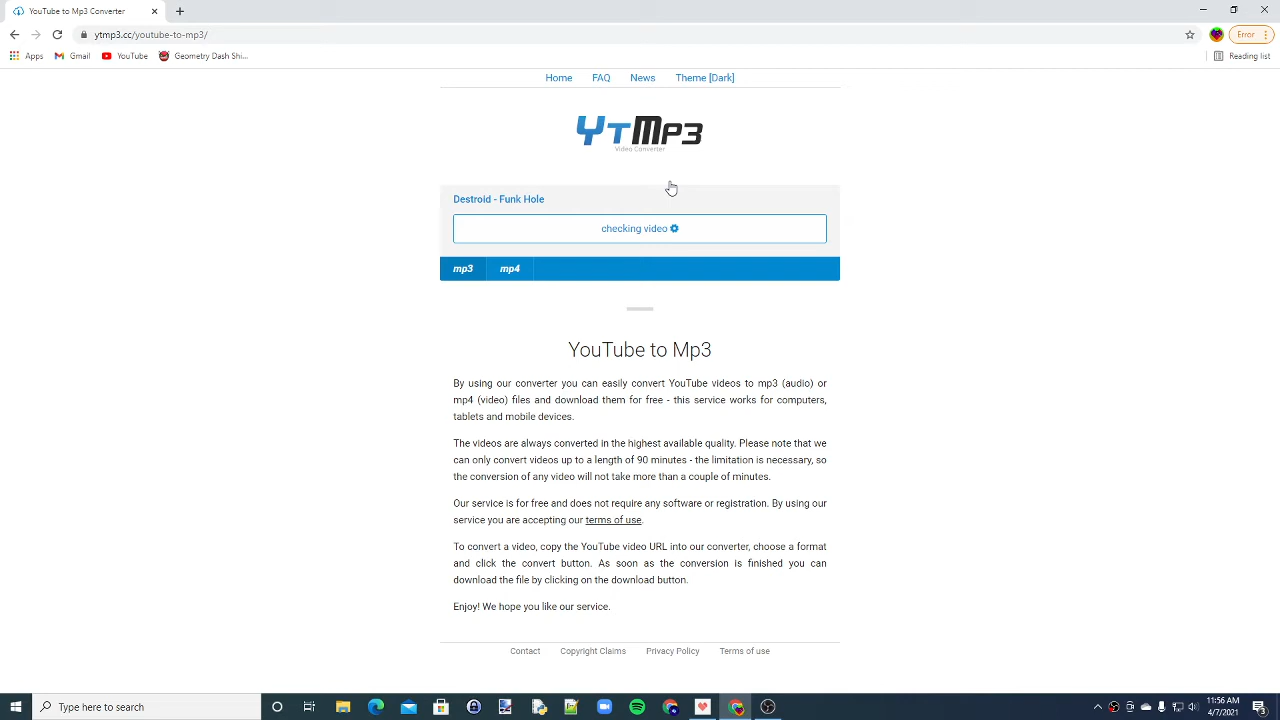 YouTube to Mp3 Converter
ytmp3.cc/youtube-to-mp3/
Error
Apps
Gmail
YouTube
Geometry Dash Shi...
Reading list
Home FAQ News Theme [Dark]
YTMP3
Video Converter
Destroid - Funk Hole
checking video
mp3 mp4
YouTube to Mp3
By using our converter you can easily convert YouTube videos to mp3 (audio) or
mp4 (video) files and download them for free - this service works for computers,
tablets and mobile devices.
The videos are always converted in the highest available quality. Please note that we
can only convert videos up to a length of 90 minutes - the limitation is necessary, so
the conversion of any video will not take more than a couple of minutes.
Our service is for free and does not require any software or registration. By using our
service you are accepting our terms of use.
To convert a video, copy the YouTube video URL into our converter, choose a format
and click the convert button. As soon as the conversion is finished you can
download the file by clicking on the download button.
Enjoy! We hope you like our service.
Contact Copyright Claims Privacy Policy Terms of use
Type here to search
11:56 AM
4/7/2021